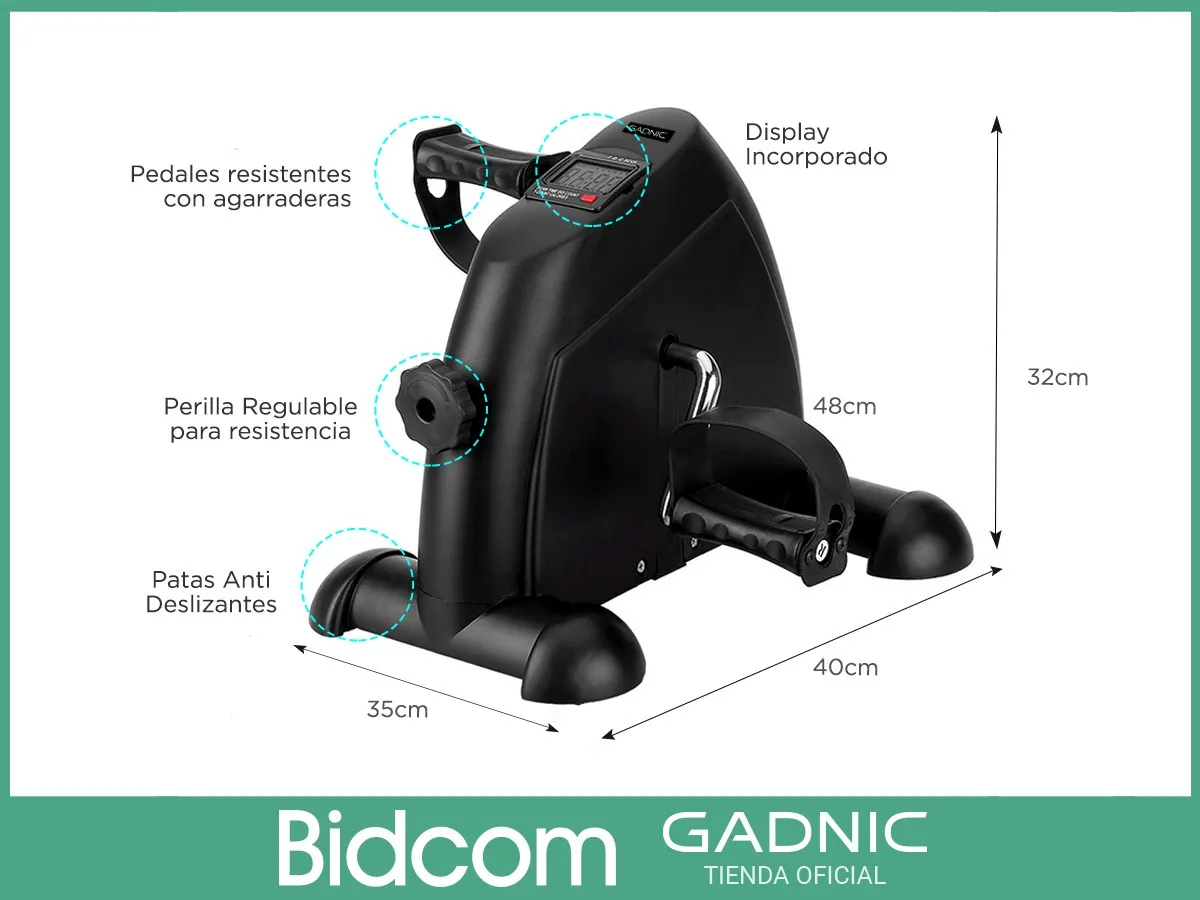 GADNIC
Display
Incorporado
Pedales resistentes
con agarraderas
Perilla Regulable
para resistencia
Patas Anti
Deslizantes
32cm
48cm
40cm
35cm
Bidcom
GADNIC
TIENDA OFICIAL